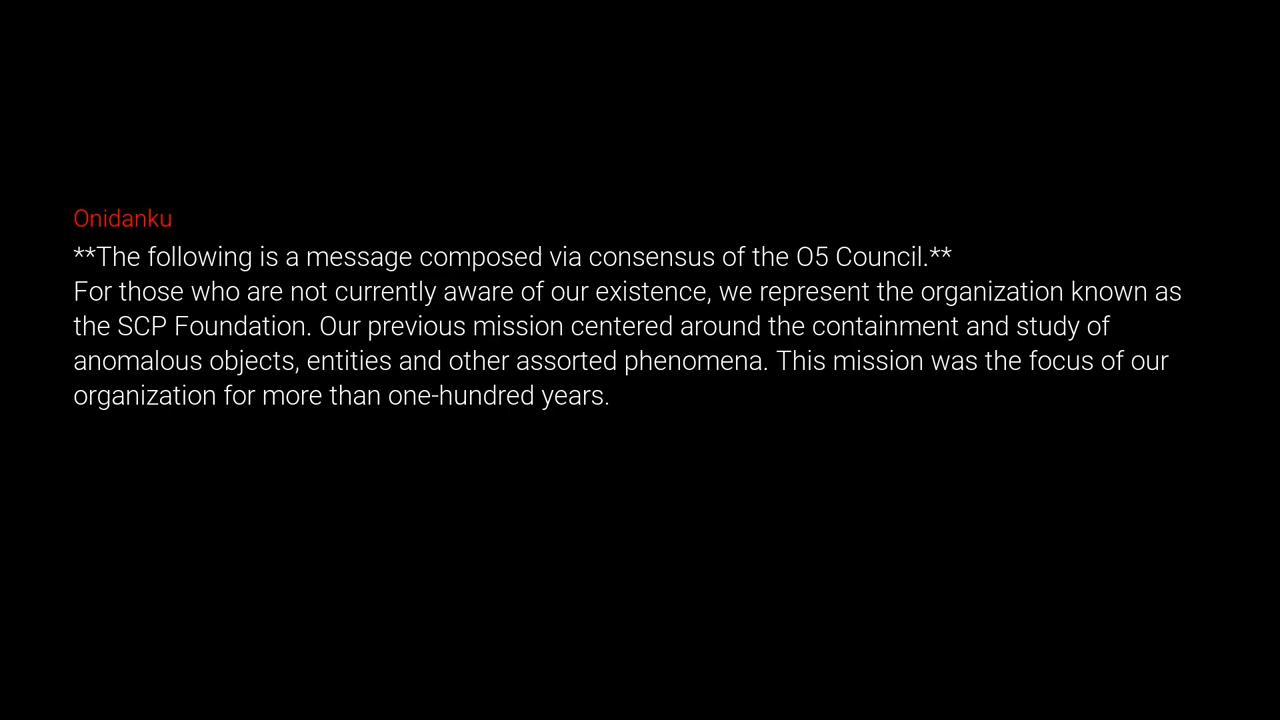 Onidanku
**The following is a message composed via consensus of the O5 Council.**
For those who are not currently aware of our existence, we represent the organization known as
the SCP Foundation. Our previous mission centered around the containment and study of
anomalous objects, entities and other assorted phenomena. This mission was the focus of our
organization for more than one-hundred years.